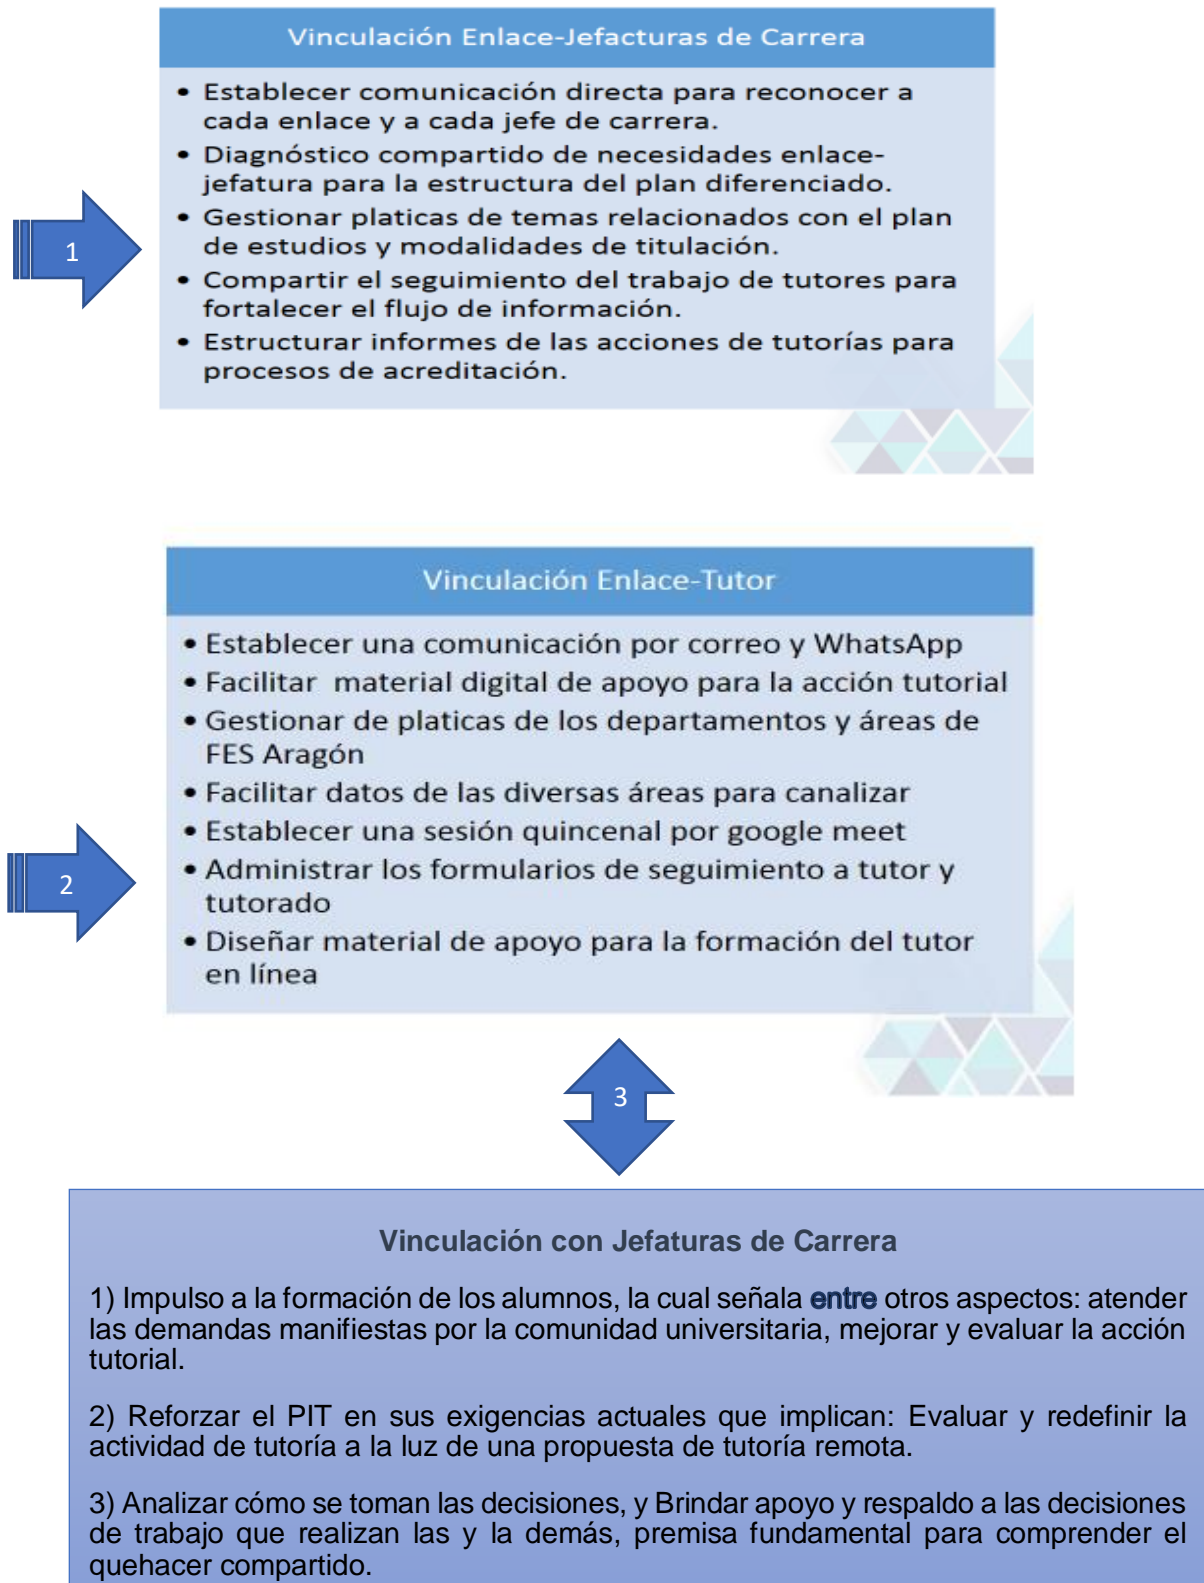 Vinculación Enlace-Jefacturas de Carrera
• Establecer comunicación directa para reconocer a
cada enlace y a cada jefe de carrera.
• Diagnóstico compartido de necesidades enlace-
jefatura para la estructura del plan diferenciado.
• Gestionar platicas de temas relacionados con el plan
de estudios y modalidades de titulación.
• Compartir el seguimiento del trabajo de tutores para
fortalecer el flujo de información.
• Estructurar informes de las acciones de tutorías para
procesos de acreditación.
1
Vinculación Enlace-Tutor
• Establecer una comunicación por correo y WhatsApp
• Facilitar material digital de apoyo para la acción tutorial
• Gestionar de platicas de los departamentos y áreas de
FES Aragón
• Facilitar datos de las diversas áreas para canalizar
• Establecer una sesión quincenal por google meet
• Administrar los formularios de seguimiento a tutor y
tutorado
• Diseñar material de apoyo para la formación del tutor
en línea
2
3
Vinculación con Jefaturas de Carrera
1) Impulso a la formación de los alumnos, la cual señala entre otros aspectos: atender
las demandas manifiestas por la comunidad universitaria, mejorar y evaluar la acción
tutorial.
2) Reforzar el PIT en sus exigencias actuales que implican: Evaluar y redefinir la
actividad de tutoría a la luz de una propuesta de tutoría remota.
3) Analizar cómo se toman las decisiones, y Brindar apoyo y respaldo a las decisiones
de trabajo que realizan las y la demás, premisa fundamental para comprender el
quehacer compartido.